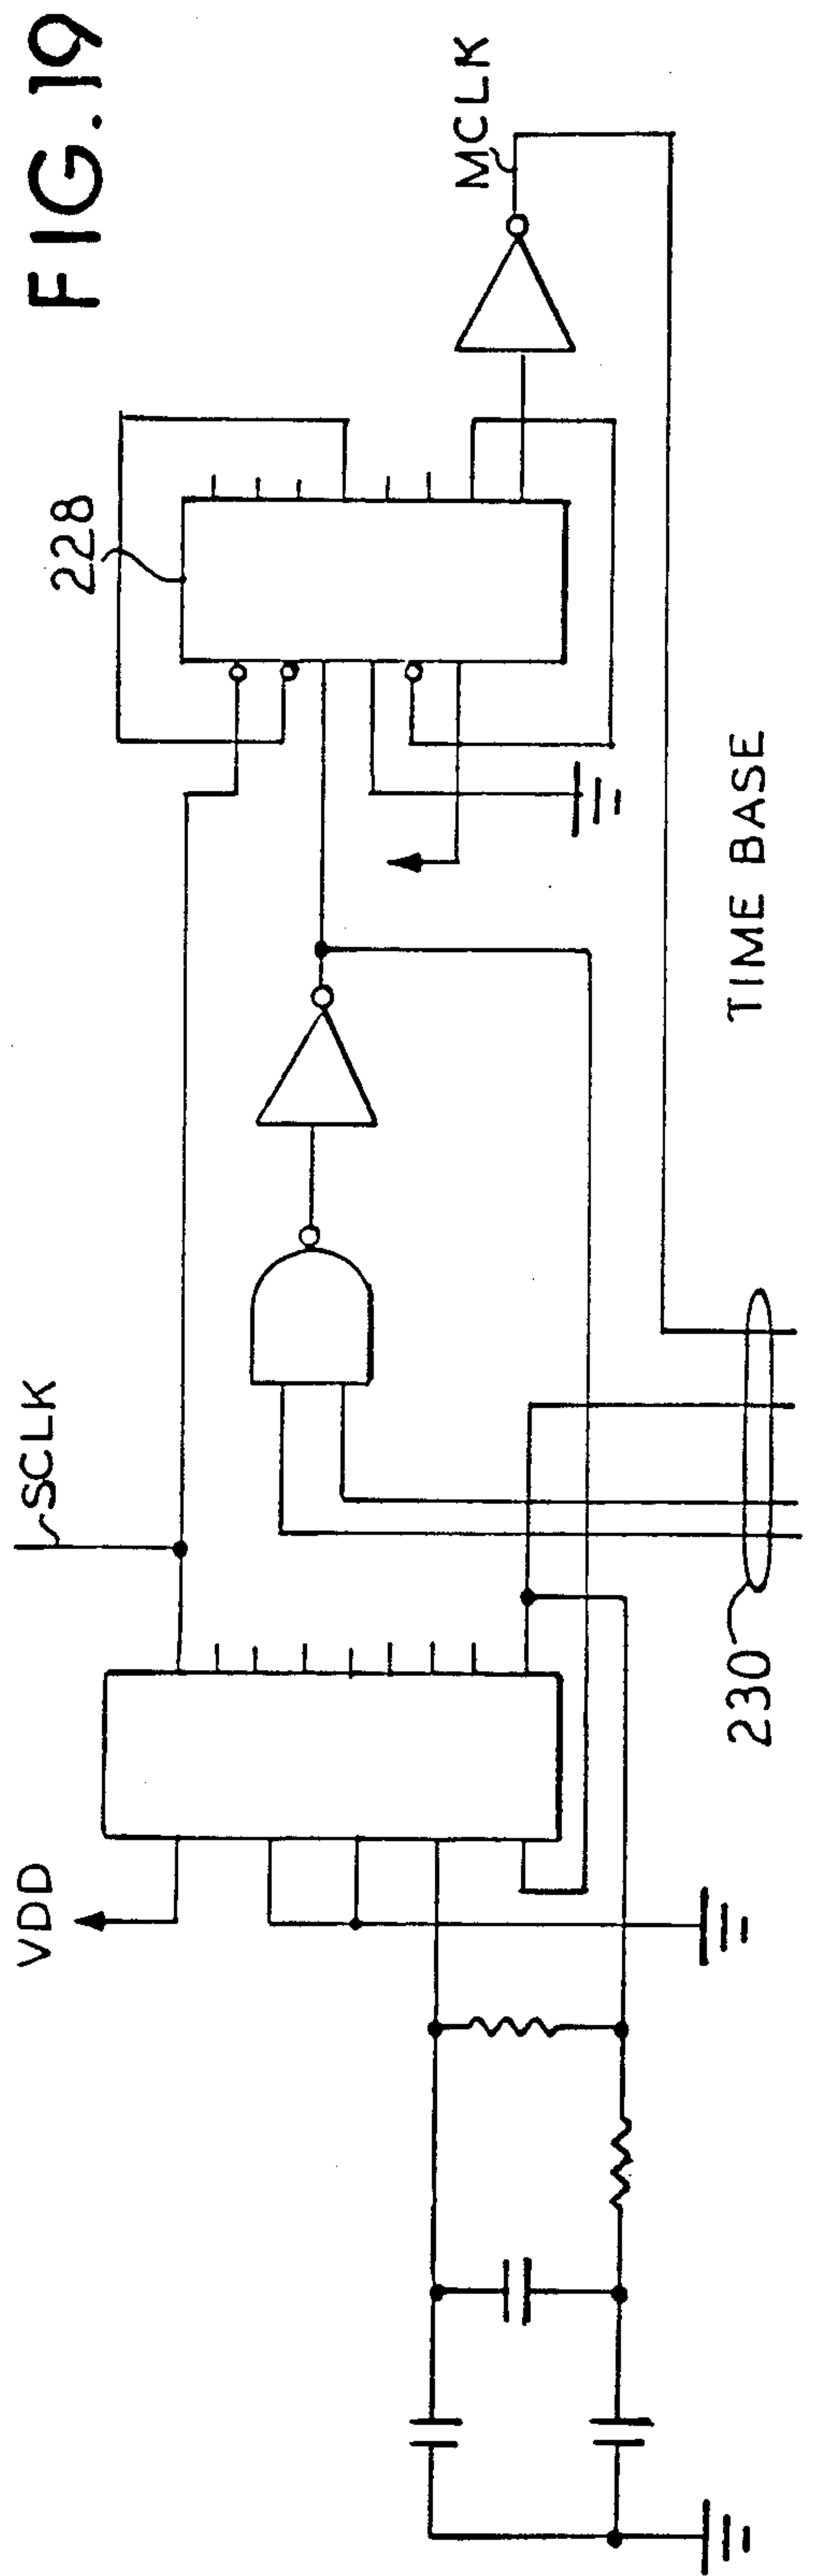 FIG.19
MCLK
228
SCLK
VDD
230
TIME BASE